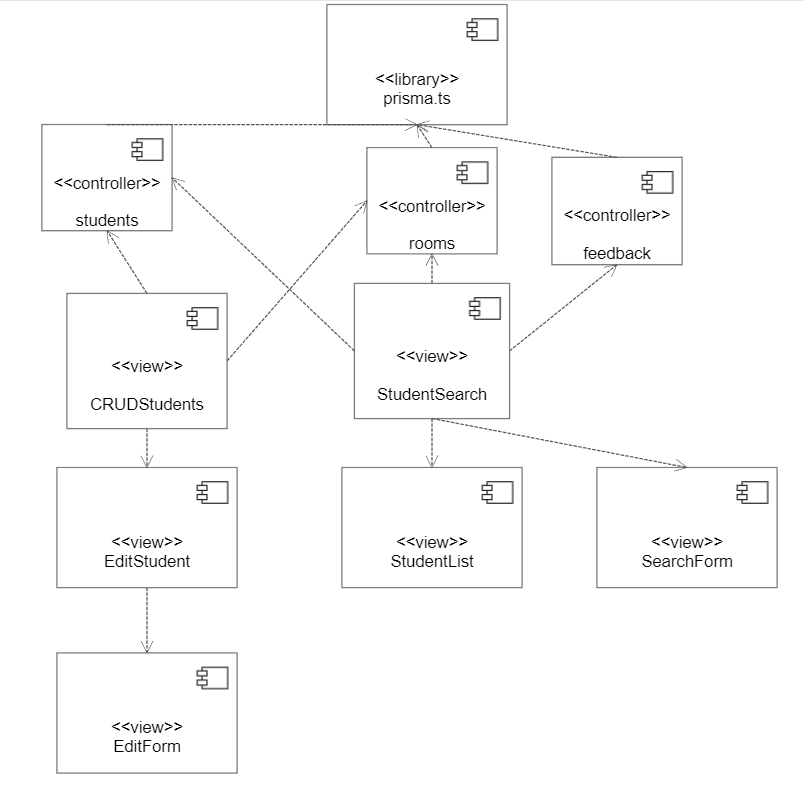 <<library>>
prisma.ts
<<controller>>
students
<<controller>>
rooms
<<controller>>
feedback
<<view>>
CRUDStudents
<<view>>
StudentSearch
<<view>>
EditStudent
<<view>>
StudentList
<<view>>
SearchForm
<<view>>
EditForm